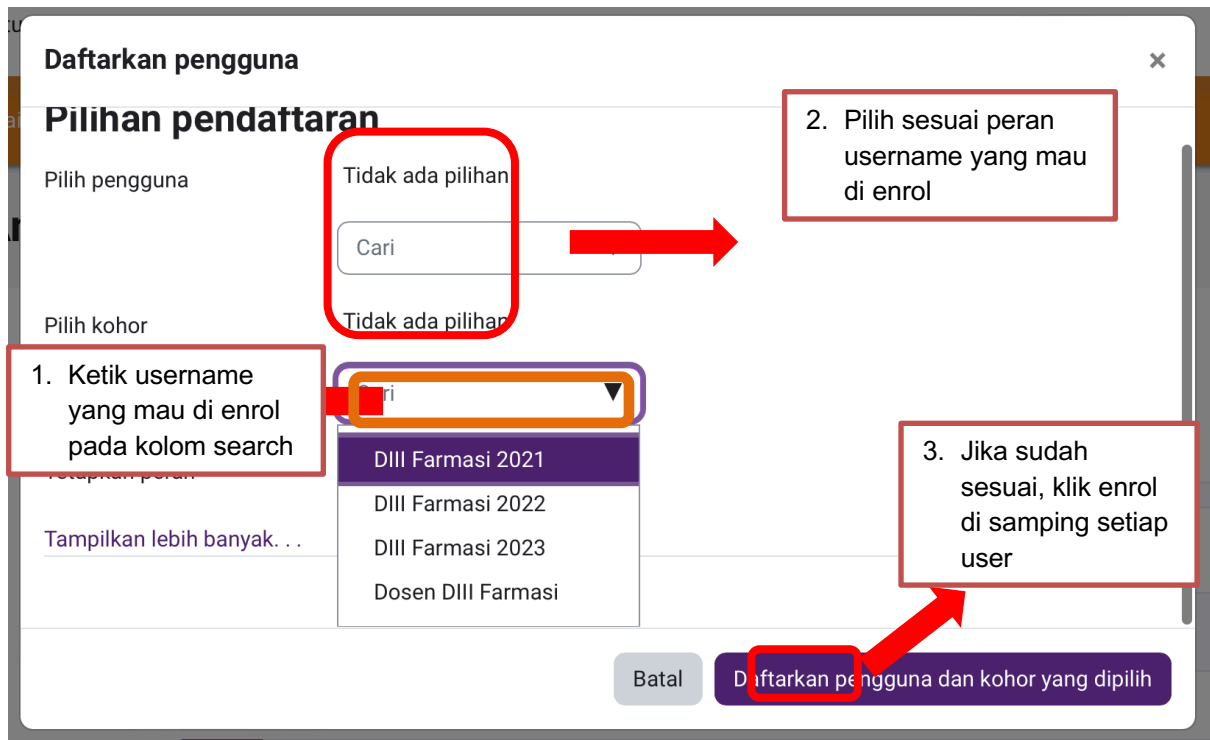 Daftarkan pengguna
×
Pilihan pendaftaran
2. Pilih sesuai peran
username yang mau
di enrol
Pilih pengguna
Tidak ada pilihan
Cari
Pilih kohor
Tidak ada pilihan
1. Ketik username
yang mau di enrol
pada kolom search
DIII Farmasi 2021
DIII Farmasi 2022
DIII Farmasi 2023
Dosen DIII Farmasi
Tetapkan peran
Tampilkan lebih banyak. . .
3. Jika sudah
sesuai, klik enrol
di samping setiap
user
Batal
Daftarkan pengguna dan kohor yang dipilih